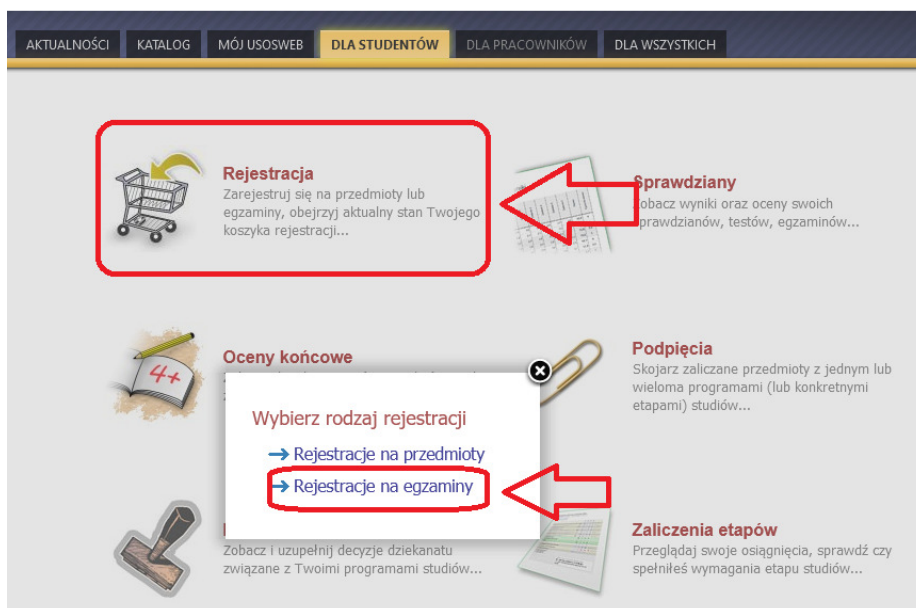 AKTUALNOŚCI KATALOG MÓJ USOSWEB DLA STUDENTÓW DLA PRACOWNIKÓW DLA WSZYSTKICH
Rejestracja
Zarejestruj się na przedmioty lub
egzaminy, obejrzyj aktualny stan Twojego
koszyka rejestracji...
Sprawdziany
Zobacz wyniki oraz oceny swoich
sprawdzianów, testów, egzaminów...
Oceny końcowe
4+
Podpięcia
Skojarz zaliczane przedmioty z jednym lub
wieloma programami (lub konkretnymi
etapami) studiów...
Wybierz rodzaj rejestracji
Rejestracje na przedmioty
Rejestracje na egzaminy
Zobacz i uzupełnij decyzje dziekanatu
związane z Twoimi programami studiów...
Zaliczenia etapów
Przeglądaj swoje osiągnięcia, sprawdź czy
spełniłeś wymagania etapu studiów...